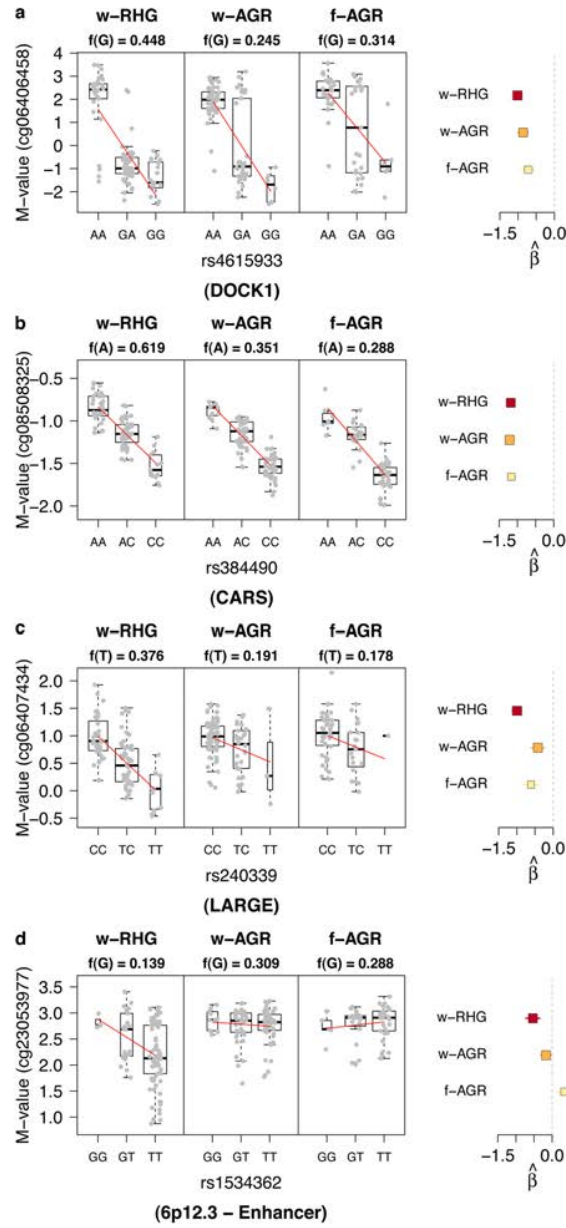 a
w-RHG w-AGR f-AGR
f(G) = 0.448 f(G) = 0.245 f(G) = 0.314
M-value (cg06406458)
4
3
2
1
0
-1
-2
AA GA GG AA GA GG AA GA GG
rs4615933
(DOCK1)
w-RHG
w-AGR
f-AGR
−1.5 0.0
β̂
b
w-RHG w-AGR f-AGR
f(A) = 0.619 f(A) = 0.351 f(A) = 0.288
M-value (cg08508325)
−0.5
−1.0
−1.5
−2.0
AA AC CC AA AC CC AA AC CC
rs384490
(CARS)
w-RHG
w-AGR
f-AGR
−1.5 0.0
β̂
c
w-RHG w-AGR f-AGR
f(T) = 0.376 f(T) = 0.191 f(T) = 0.178
M-value (cg06407434)
2.0
1.5
1.0
0.5
0.0
−0.5
CC TC TT CC TC TT CC TC TT
rs240339
(LARGE)
w-RHG
w-AGR
f-AGR
−1.5 0.0
β̂
d
w-RHG w-AGR f-AGR
f(G) = 0.139 f(G) = 0.309 f(G) = 0.288
M-value (cg23053977)
3.5
3.0
2.5
2.0
1.5
1.0
GG GT TT GG GT TT GG GT TT
rs1534362
(6p12.3 − Enhancer)
w-RHG
w-AGR
f-AGR
−1.5 0.0
β̂